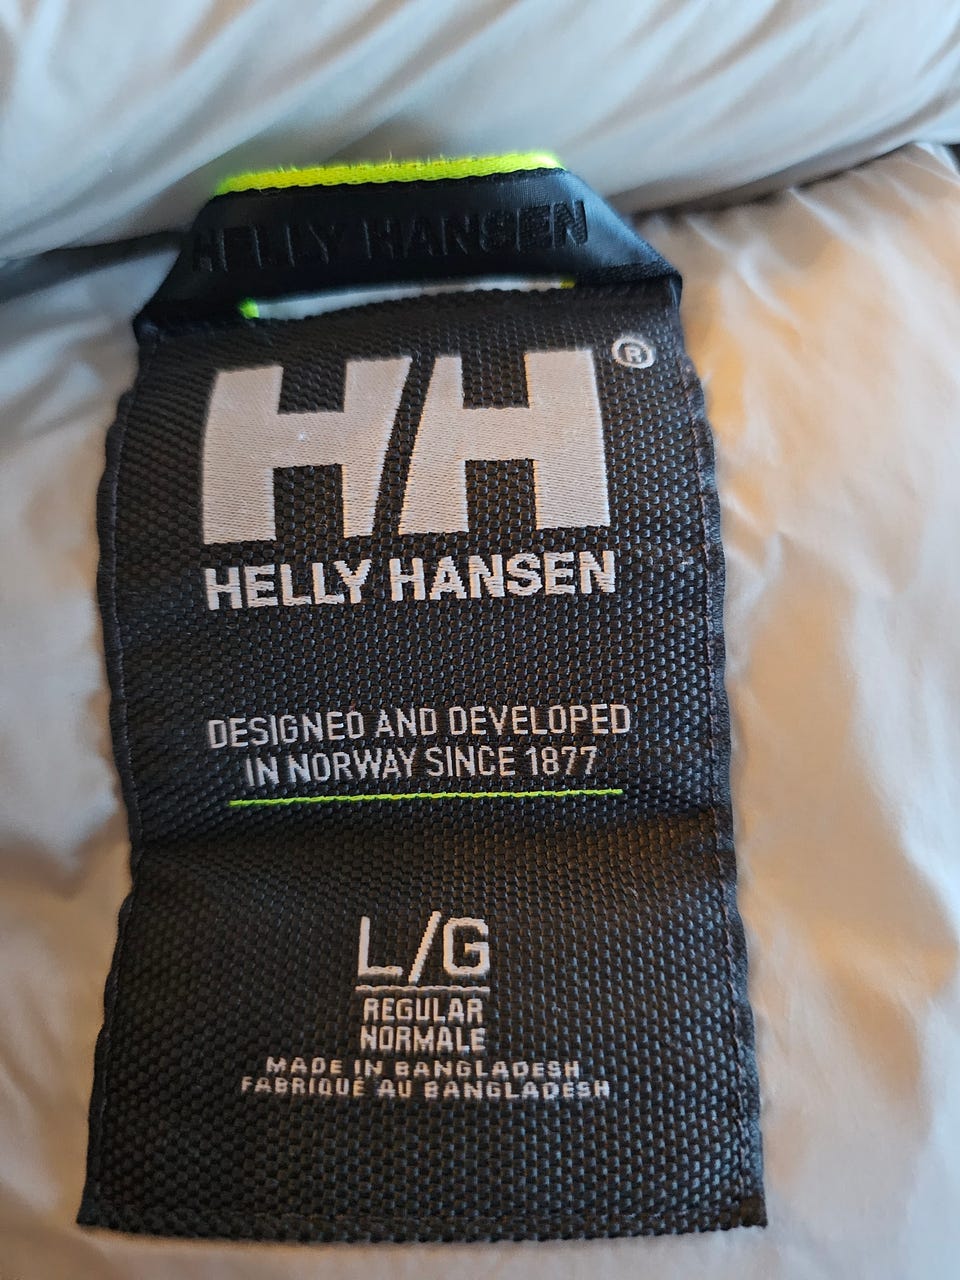 HELLY HANSEN
HH®
HELLY HANSEN
DESIGNED AND DEVELOPED
IN NORWAY SINCE 1877
L/G
REGULAR
NORMALE
MADE IN BANGLADESH
FABRIQUÉ AU BANGLADESH